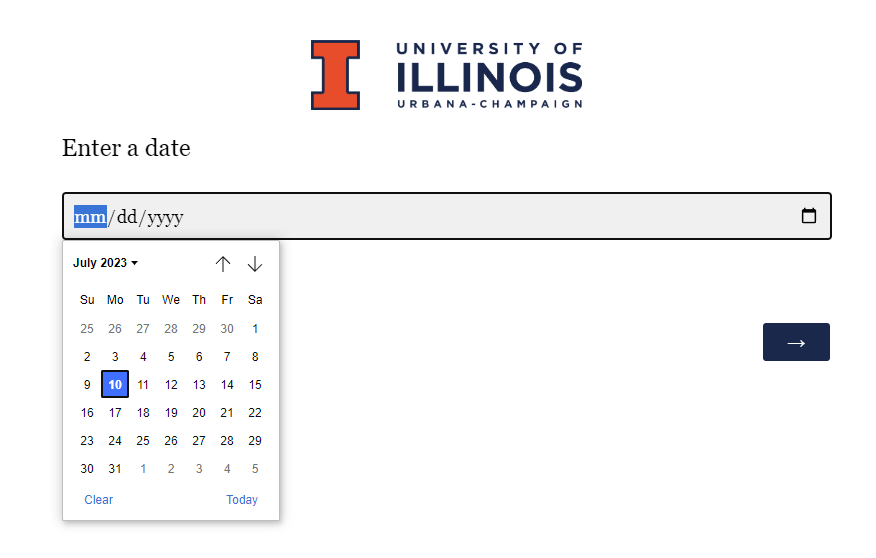 UNIVERSITY OF
ILLINOIS
URBANA-CHAMPAIGN
Enter a date
mm/dd/yyyy
July 2023
Su Mo Tu We Th Fr Sa
25 26 27 28 29 30 1
2 3 4 5 6 7 8
9 10 11 12 13 14 15
16 17 18 19 20 21 22
23 24 25 26 27 28 29
30 31 1 2 3 4 5
Clear Today
→